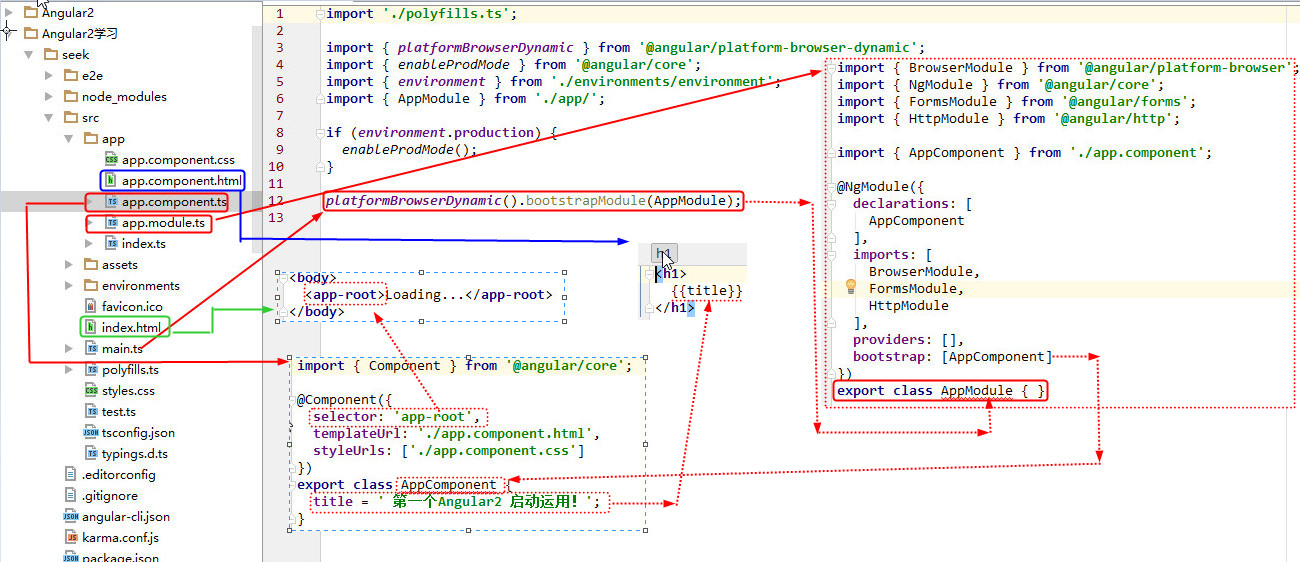 Angular2
Angular2学习
seek
e2e
node_modules
src
app
app.component.css
app.component.html
app.component.ts
app.module.ts
index.ts
assets
environments
favicon.ico
index.html
main.ts
polyfills.ts
styles.css
test.ts
tsconfig.json
typings.d.ts
.editorconfig
.gitignore
angular-cli.json
karma.conf.js
package.json
1 import './polyfills.ts';
2
3 import { platformBrowserDynamic } from '@angular/platform-browser-dynamic';
4 import { enableProdMode } from '@angular/core';
5 import { environment } from './environments/environment';
6 import { AppModule } from './app/';
7
8 if (environment.production) {
9 enableProdMode();
10 }
11
12 platformBrowserDynamic().bootstrapModule(AppModule);
13
<body>
<app-root>Loading...</app-root>
</body>
h1
<h1>
{{title}}
</h1>
import { Component } from '@angular/core';
@Component({
selector: 'app-root',
templateUrl: './app.component.html',
styleUrls: ['./app.component.css']
})
export class AppComponent {
title = ' 第一个Angular2 启动运用! ';
}
import { BrowserModule } from '@angular/platform-browser';
import { NgModule } from '@angular/core';
import { FormsModule } from '@angular/forms';
import { HttpModule } from '@angular/http';
import { AppComponent } from './app.component';
@NgModule({
declarations: [
AppComponent
],
imports: [
BrowserModule,
FormsModule,
HttpModule
],
providers: [],
bootstrap: [AppComponent]
})
export class AppModule { }